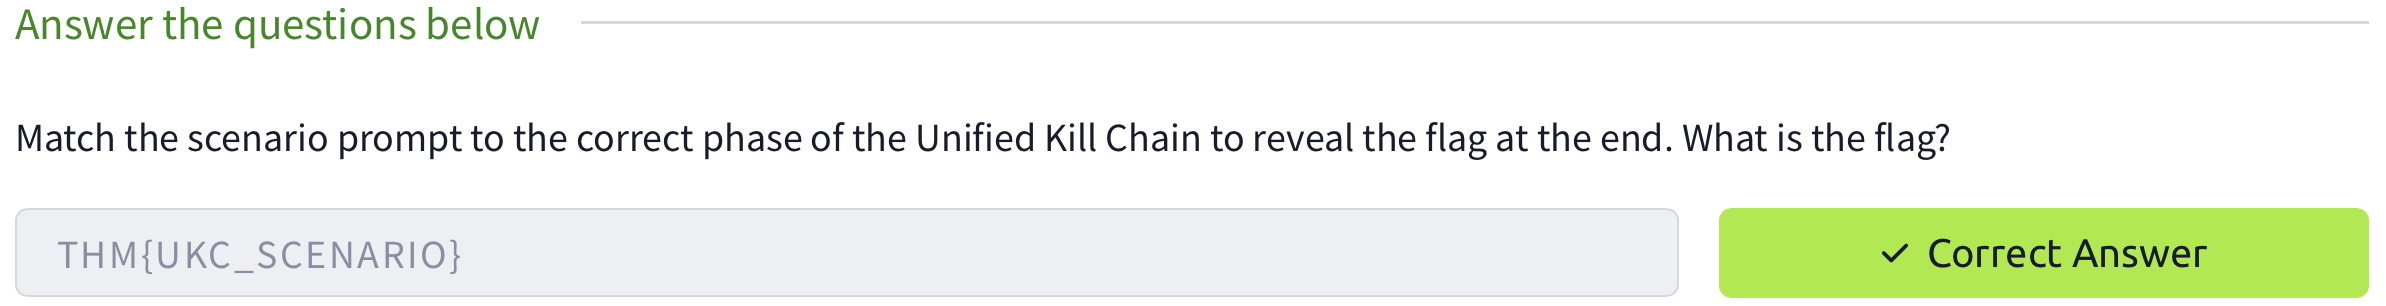 Answer the questions below
Match the scenario prompt to the correct phase of the Unified Kill Chain to reveal the flag at the end. What is the flag?
THM{UKC_SCENARIO}
✓ Correct Answer